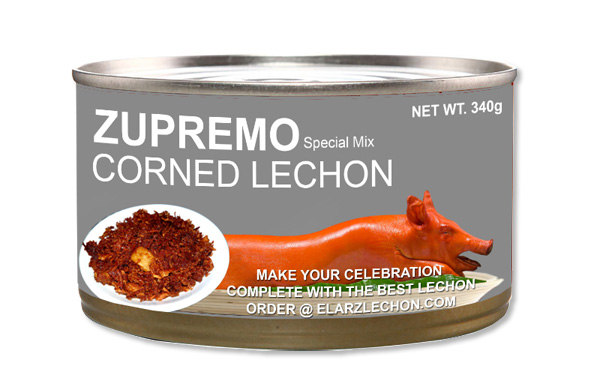 NET WT. 340g
ZUPREMO Special Mix
CORNED LECHON
MAKE YOUR CELEBRATION
COMPLETE WITH THE BEST LECHON
ORDER @ ELARZLECHON.COM